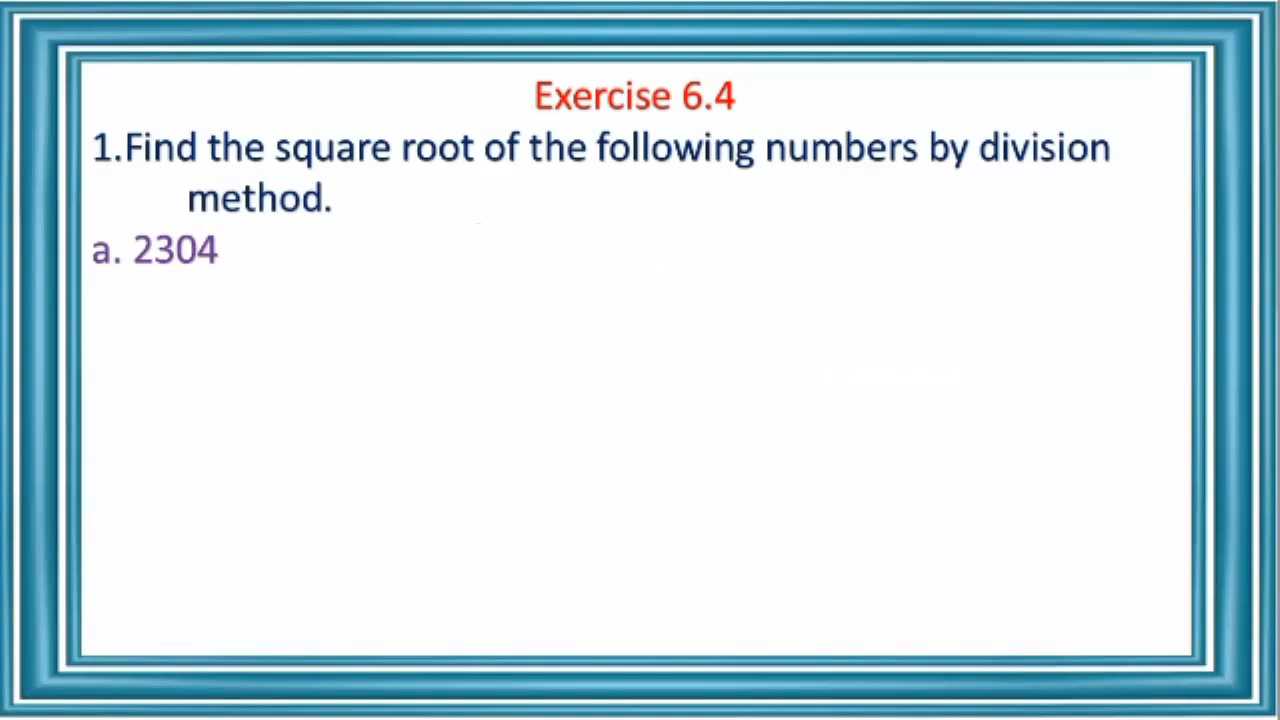 Exercise 6.4
1.Find the square root of the following numbers by division
method.
a. 2304